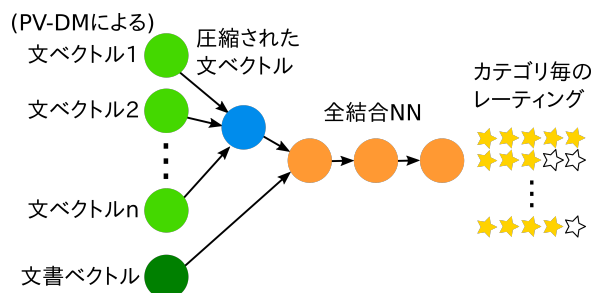 (PV-DMによる)
文ベクトル1
文ベクトル2
文ベクトルn
文書ベクトル
圧縮された
文ベクトル
全結合NN
カテゴリ毎の
レーティング